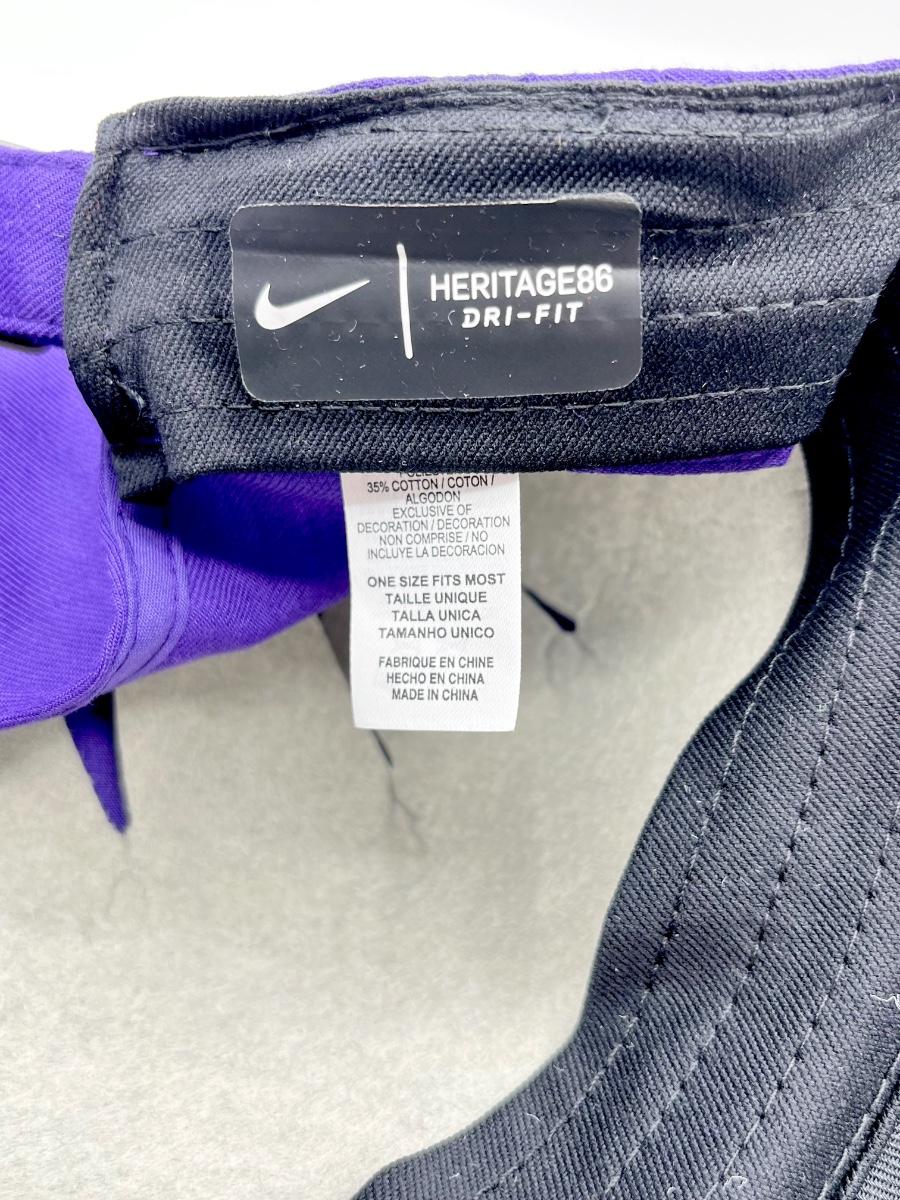 HERITAGE86
DRI-FIT
35% COTTON / COTON /
ALGODON
EXCLUSIVE OF
DECORATION / DECORATION
NON COMPRISE / NO
INCLUYE LA DECORACION
ONE SIZE FITS MOST
TAILLE UNIQUE
TALLA UNICA
TAMANHO UNICO
FABRIQUE EN CHINE
HECHO EN CHINA
MADE IN CHINA